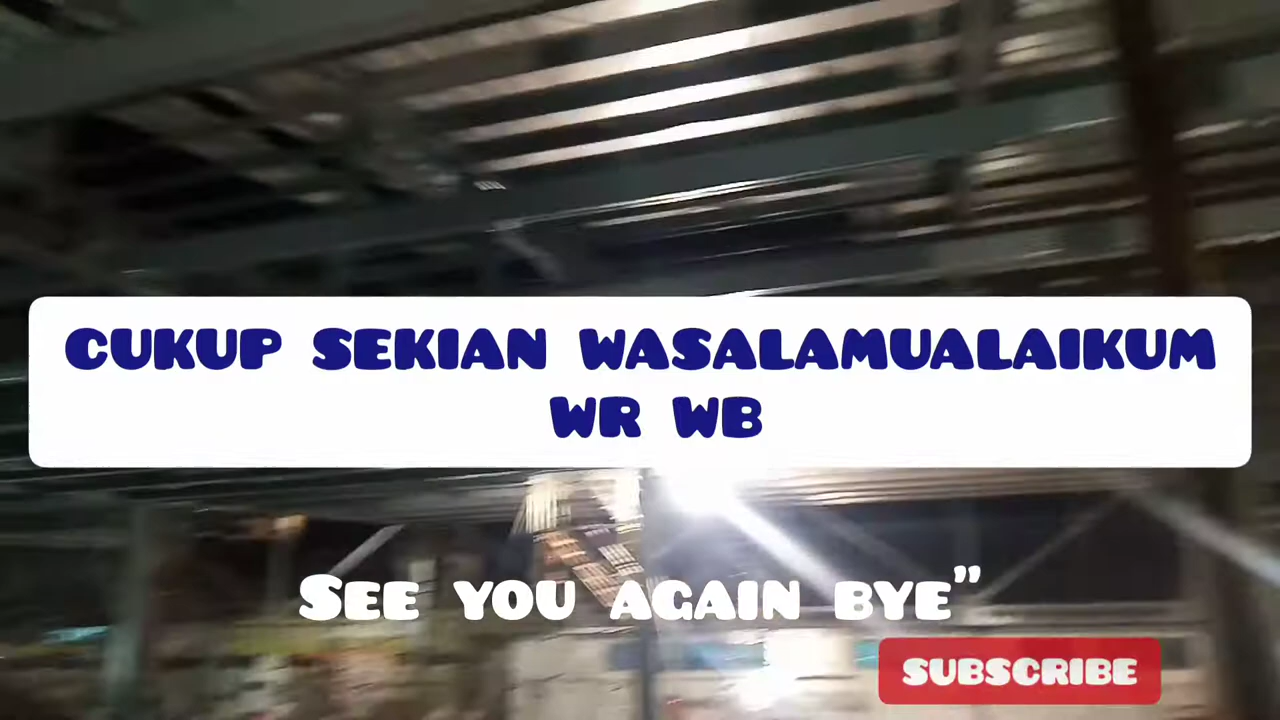 CUKUP SEKIAN WASALAMUALAIKUM
WR WB
SEE YOU AGAIN BYE"
SUBSCRIBE